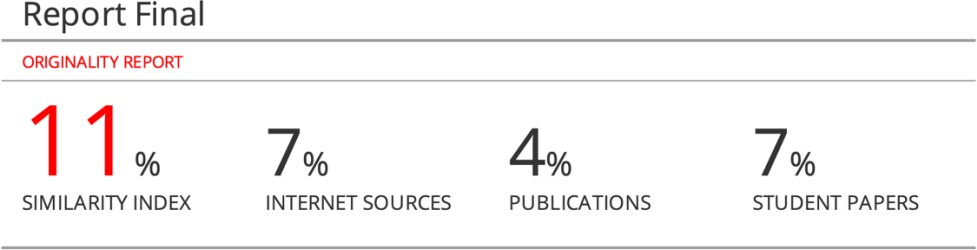 Report Final
ORIGINALITY REPORT
11% 7% 4% 7%
SIMILARITY INDEX INTERNET SOURCES PUBLICATIONS STUDENT PAPERS